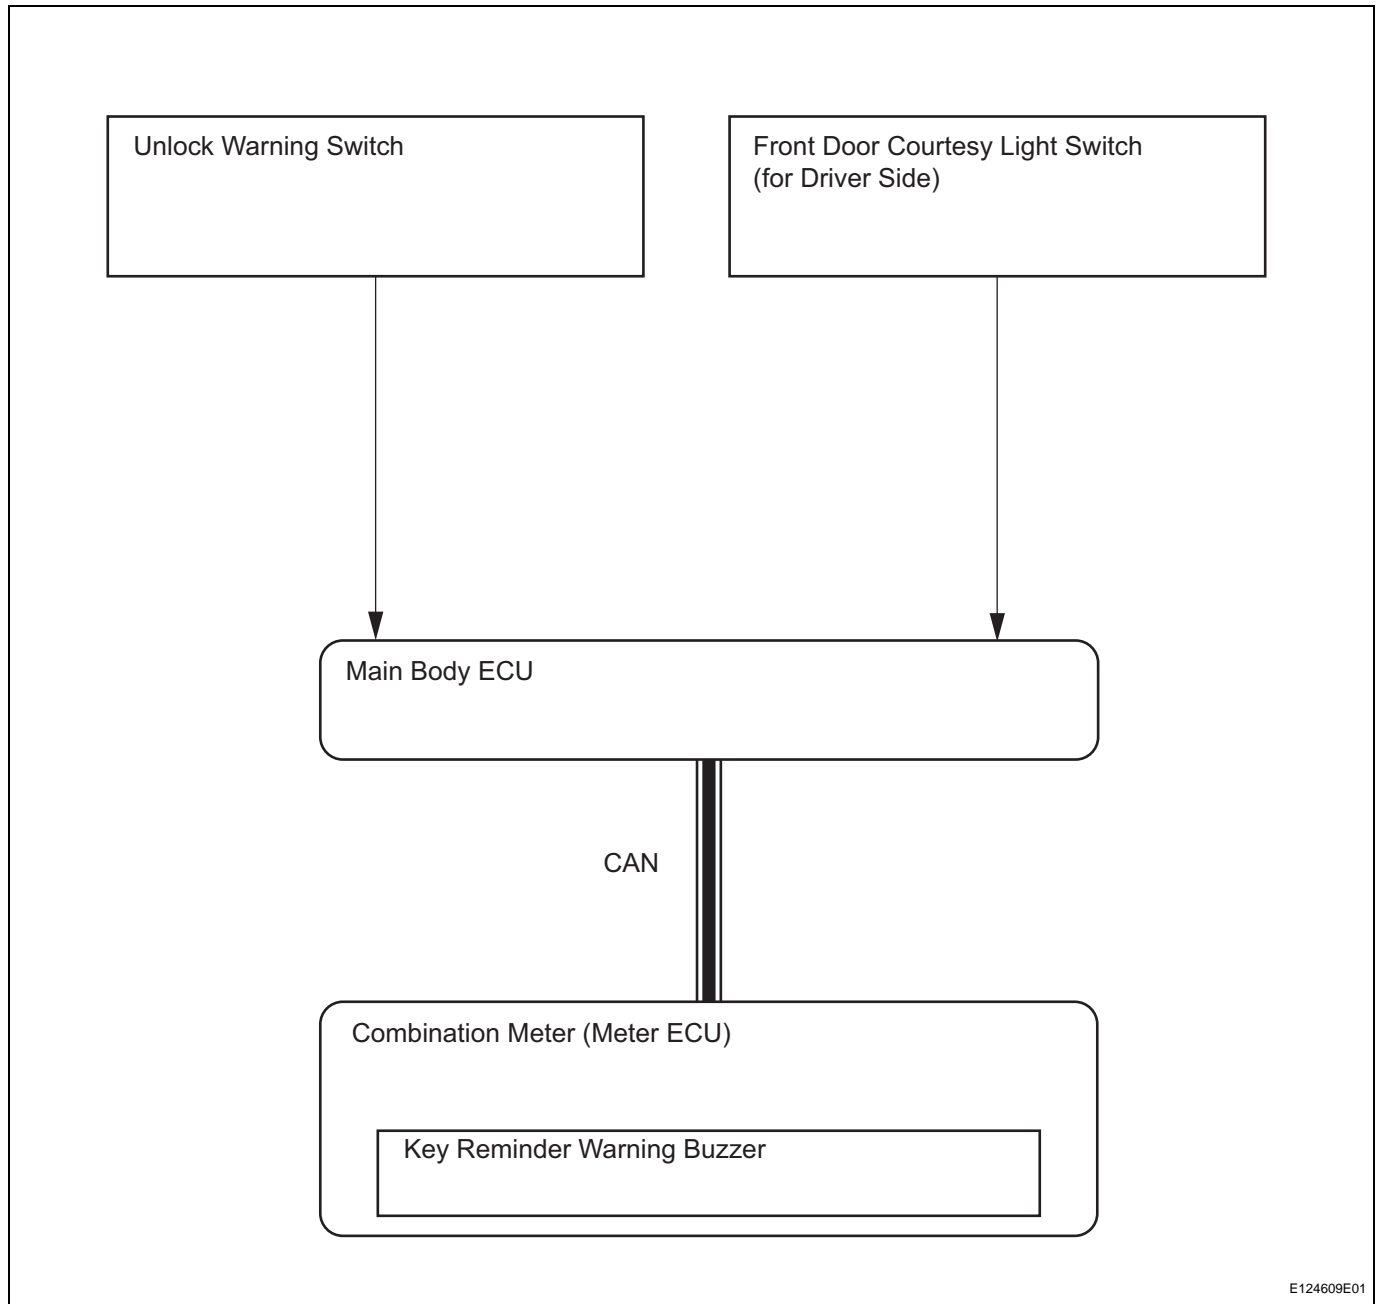 Unlock Warning Switch
Front Door Courtesy Light Switch
(for Driver Side)
Main Body ECU
CAN
Combination Meter (Meter ECU)
Key Reminder Warning Buzzer
E124609E01